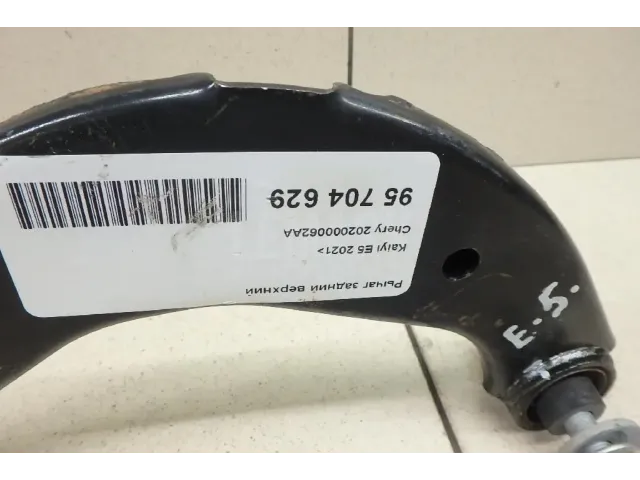 Рычаг задний верхний
Kaiyi E5 2021>
Chery 202000062AA
95 704 629
E.5.